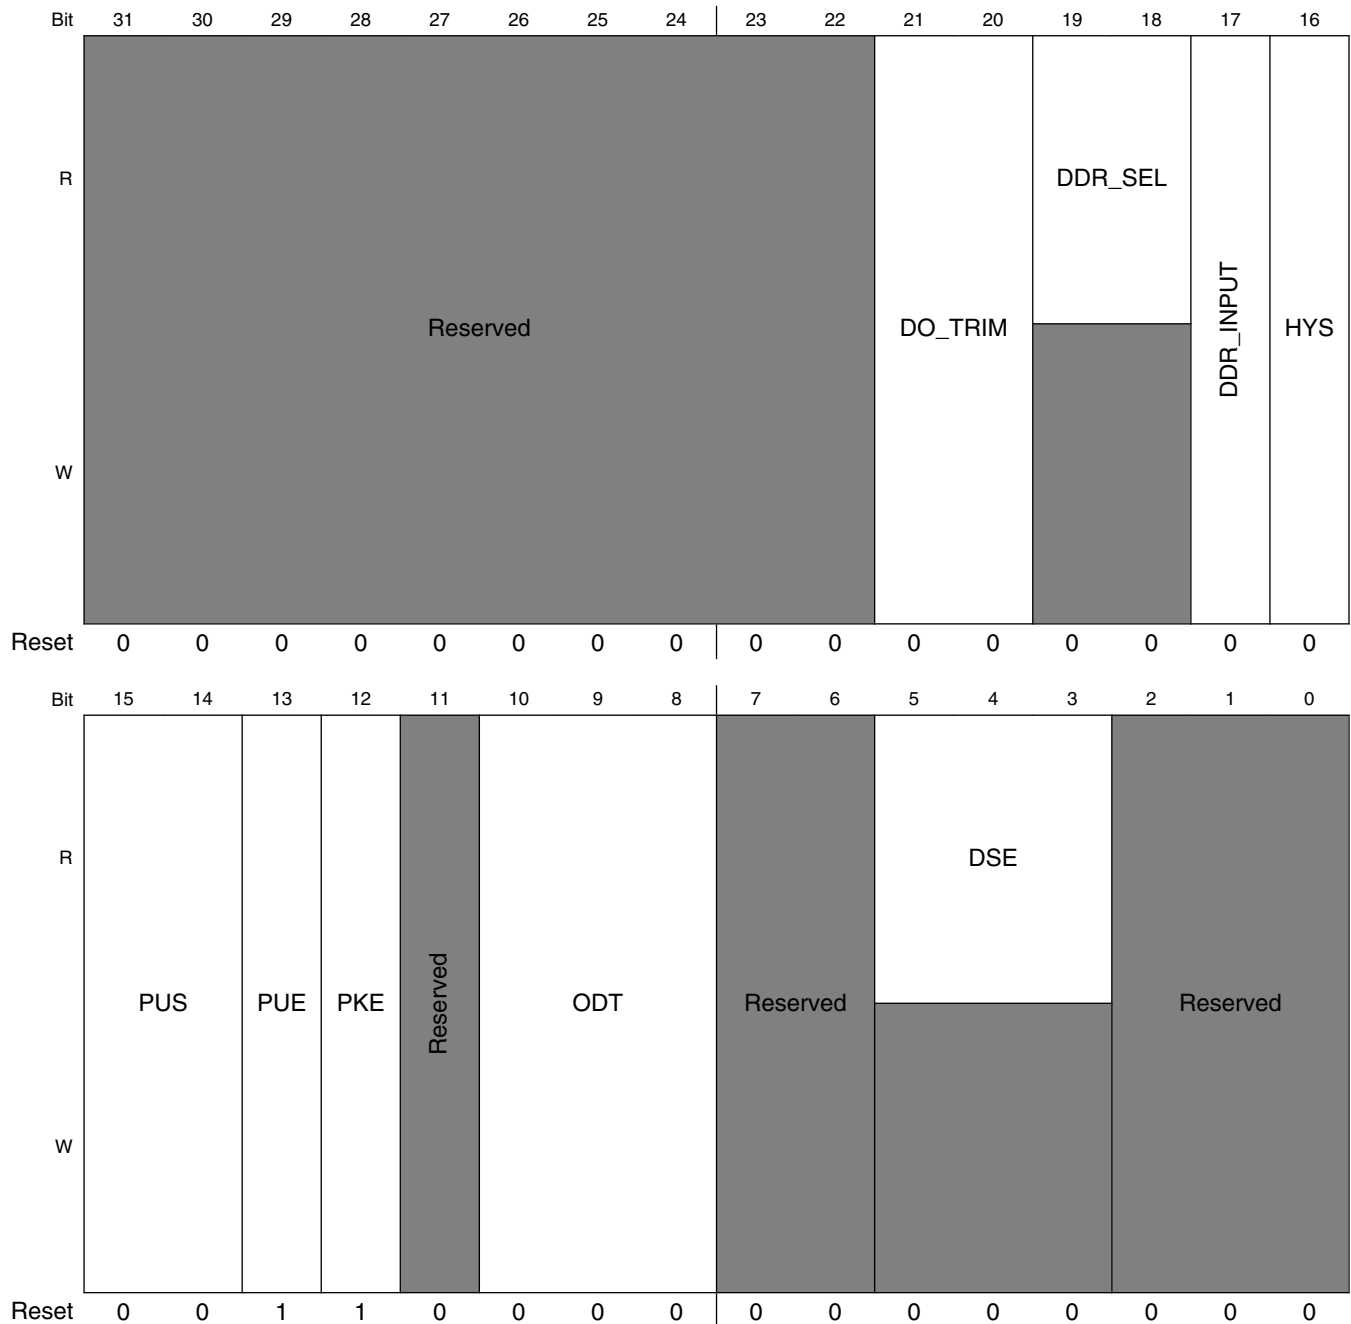 Bit 31 30 29 28 27 26 25 24 23 22 21 20 19 18 17 16
R DDR_SEL
Reserved DO_TRIM DDR_INPUT HYS
W
Reset 0 0 0 0 0 0 0 0 0 0 0 0 0 0 0 0
Bit 15 14 13 12 11 10 9 8 7 6 5 4 3 2 1 0
R DSE
PUS PUE PKE Reserved ODT Reserved Reserved
W
Reset 0 0 1 1 0 0 0 0 0 0 0 0 0 0 0 0